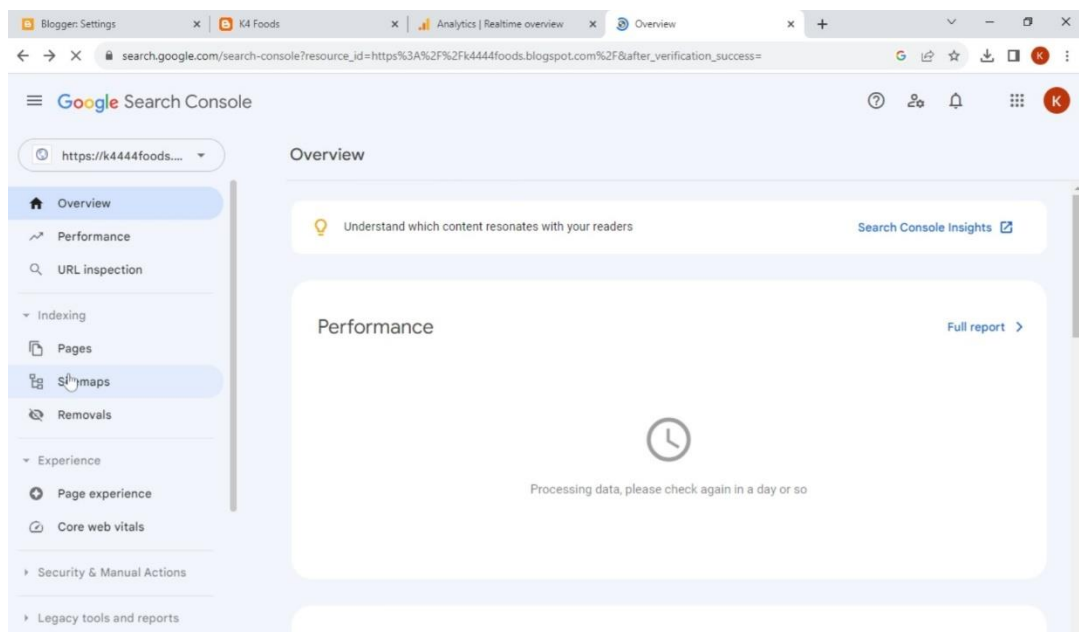 Blogger: Settings
K4 Foods
Analytics | Realtime overview
Overview
search.google.com/search-console?resource_id=https%3A%2F%2Fk4444foods.blogspot.com%2F&after_verification_success=
G
K
Google Search Console
K
https://k4444foods....
Overview
Overview
Performance
URL inspection
Understand which content resonates with your readers
Search Console Insights
Indexing
Pages
Sitemaps
Removals
Performance
Full report
Processing data, please check again in a day or so
Experience
Page experience
Core web vitals
Security & Manual Actions
Legacy tools and reports